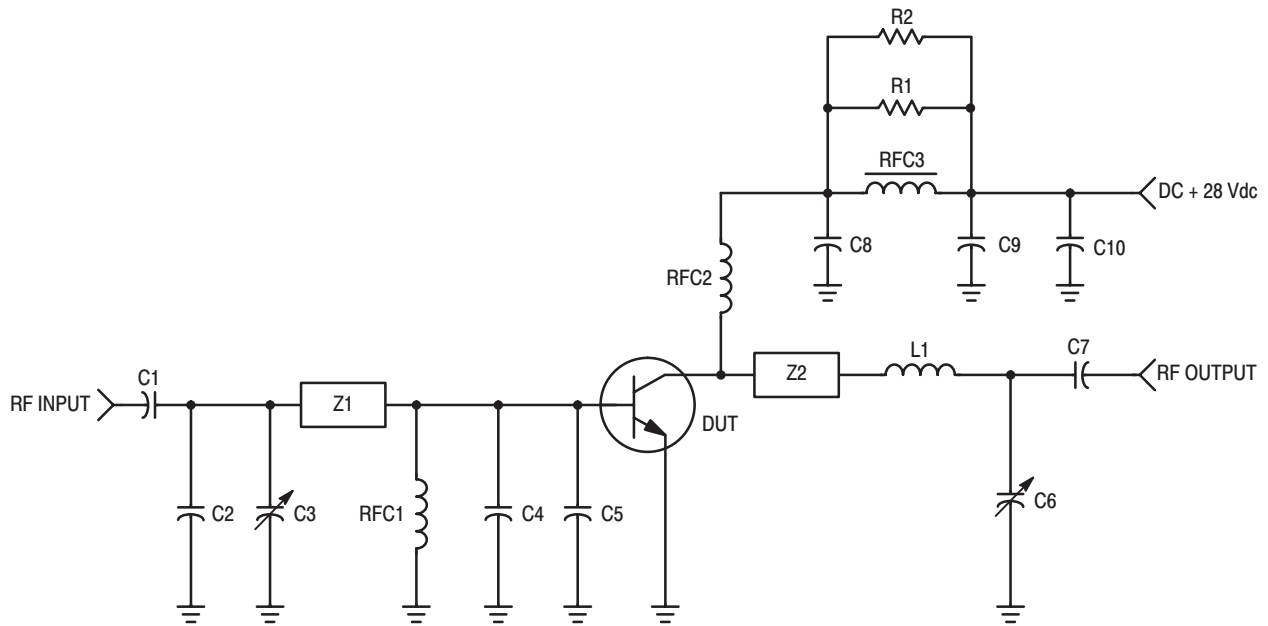 R2
R1
RFC3
DC + 28 Vdc
C8
C9
C10
RFC2
L1
C7
C1
Z2
RF OUTPUT
RF INPUT
Z1
DUT
C2
C3
RFC1
C4
C5
C6